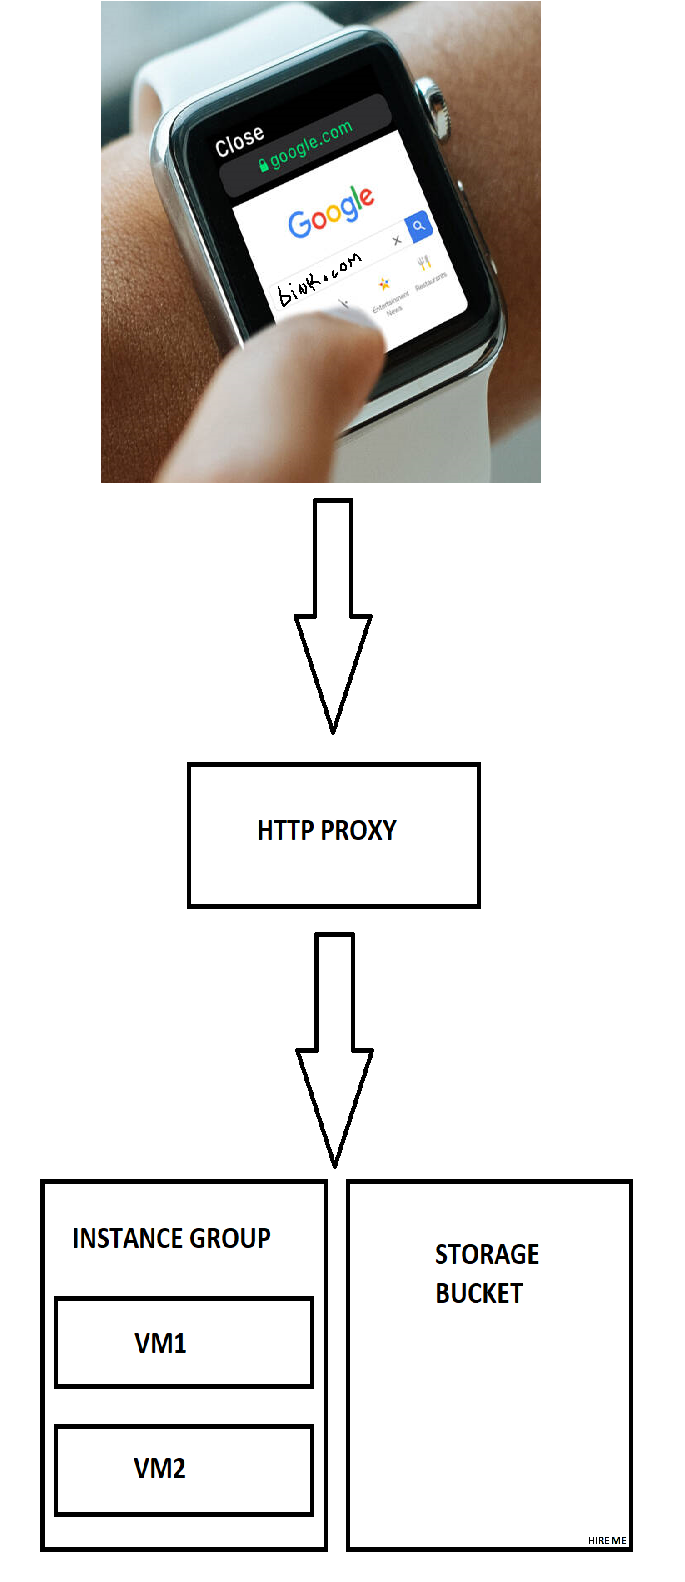 Close
google.com
Google
bink.com
Entertainment
News
Restaurants
HTTP PROXY
INSTANCE GROUP
VM1
VM2
STORAGE
BUCKET
HIRE ME